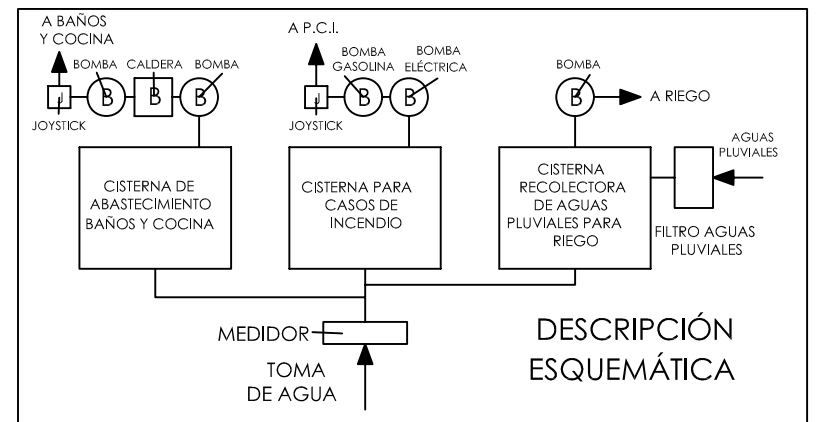 A BAÑOS
Y COCINA
BOMBA
CALDERA
BOMBA
B
B
B
J
JOYSTICK
A P.C.I.
BOMBA
GASOLINA
BOMBA
ELÉCTRICA
B
B
J
JOYSTICK
BOMBA
B
A RIEGO
CISTERNA DE
ABASTECIMIENTO
BAÑOS Y COCINA
CISTERNA PARA
CASOS DE
INCENDIO
CISTERNA
RECOLECTORA
DE AGUAS
PLUVIALES PARA
RIEGO
AGUAS
PLUVIALES
FILTRO AGUAS
PLUVIALES
MEDIDOR
TOMA
DE AGUA
DESCRIPCIÓN
ESQUEMÁTICA